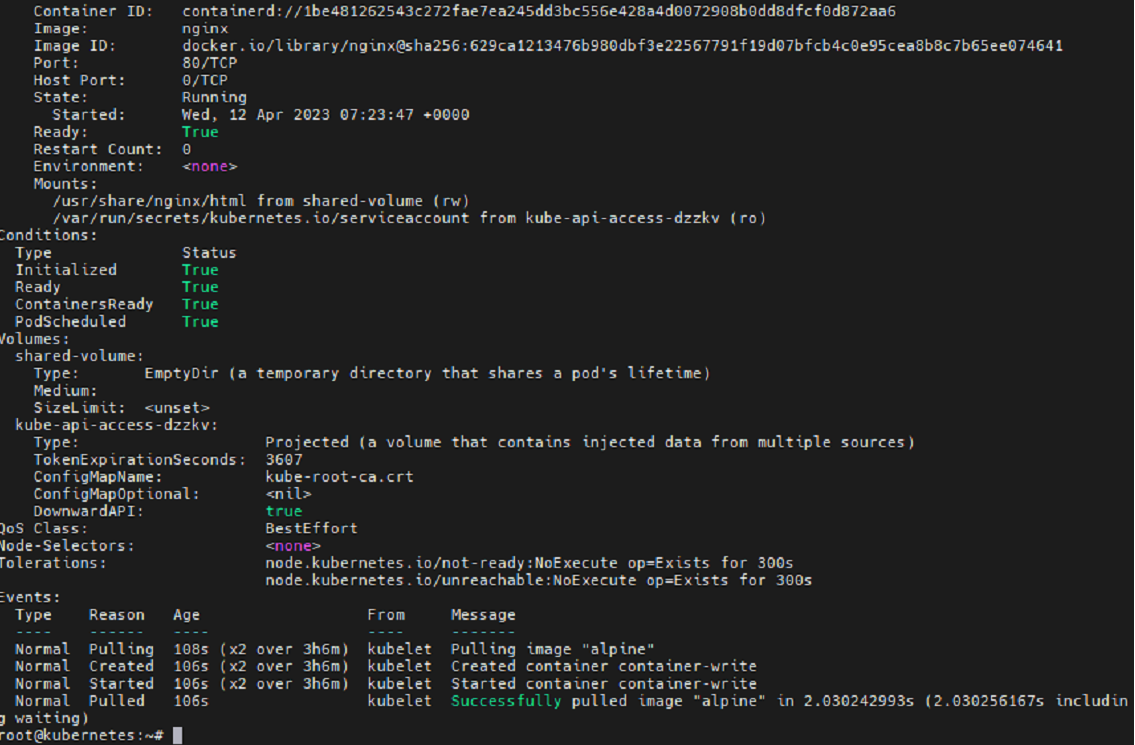 Container ID:   containerd://1be481262543c272fae7ea245dd3bc556e428a4d0072908b0dd8dfcf0d872aa6
    Image:          nginx
    Image ID:       docker.io/library/nginx@sha256:629ca1213476b980dbf3e22567791f19d07bfcb4c0e95cea8b8c7b65ee074641
    Port:           80/TCP
    Host Port:      0/TCP
    State:          Running
      Started:      Wed, 12 Apr 2023 07:23:47 +0000
    Ready:          True
    Restart Count:  0
    Environment:    <none>
    Mounts:
      /usr/share/nginx/html from shared-volume (rw)
      /var/run/secrets/kubernetes.io/serviceaccount from kube-api-access-dzzkv (ro)
Conditions:
  Type              Status
  Initialized       True
  Ready             True
  ContainersReady   True
  PodScheduled      True
Volumes:
  shared-volume:
    Type:       EmptyDir (a temporary directory that shares a pod's lifetime)
    Medium:
    SizeLimit:  <unset>
  kube-api-access-dzzkv:
    Type:                    Projected (a volume that contains injected data from multiple sources)
    TokenExpirationSeconds:  3607
    ConfigMapName:           kube-root-ca.crt
    ConfigMapOptional:       <nil>
    DownwardAPI:             true
QoS Class:                   BestEffort
Node-Selectors:              <none>
Tolerations:                 node.kubernetes.io/not-ready:NoExecute op=Exists for 300s
                             node.kubernetes.io/unreachable:NoExecute op=Exists for 300s
Events:
  Type    Reason   Age                  From     Message
  ----    ------   ----                 ----     -------
  Normal  Pulling  108s (x2 over 3h6m)  kubelet  Pulling image "alpine"
  Normal  Created  106s (x2 over 3h6m)  kubelet  Created container container-write
  Normal  Started  106s (x2 over 3h6m)  kubelet  Started container container-write
  Normal  Pulled   106s                 kubelet  Successfully pulled image "alpine" in 2.030242993s (2.030256167s includin
g waiting)
root@kubernetes:~#